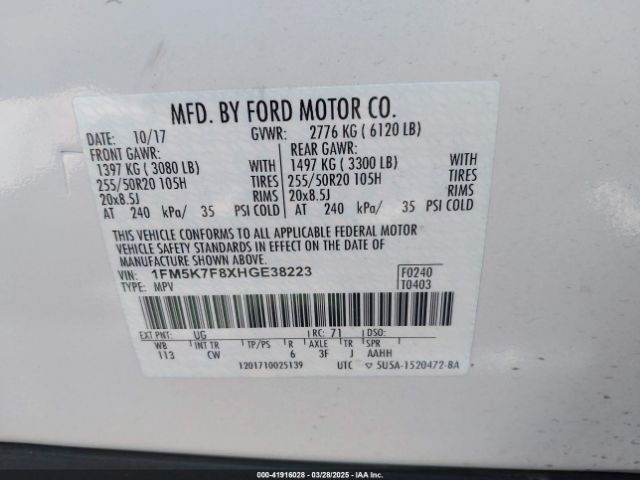 MFD. BY FORD MOTOR CO.
DATE: 10/17 GVWR: 2776 KG ( 6120 LB)
FRONT GAWR: REAR GAWR:
1397 KG ( 3080 LB) WITH 1497 KG ( 3300 LB) WITH
255/50R20 105H TIRES 255/50R20 105H TIRES
20x8.5J RIMS 20x8.5J RIMS
AT 240 kPa/ 35 PSI COLD AT 240 kPa/ 35 PSI COLD
THIS VEHICLE CONFORMS TO ALL APPLICABLE FEDERAL MOTOR
VEHICLE SAFETY STANDARDS IN EFFECT ON THE DATE OF
MANUFACTURE SHOWN ABOVE.
VIN: 1FM5K7F8XHGE38223 F0240
TYPE: MPV T0403
EXT PNT: UG RC: 71 DSO:
WB INT TR TP/PS R AXLE TR SPR
113 CW 6 3F J AAHH
1201710025139 UTC 5U5A-1520472-BA
000-41916028 - 03/28/2025 - IAAI.COM